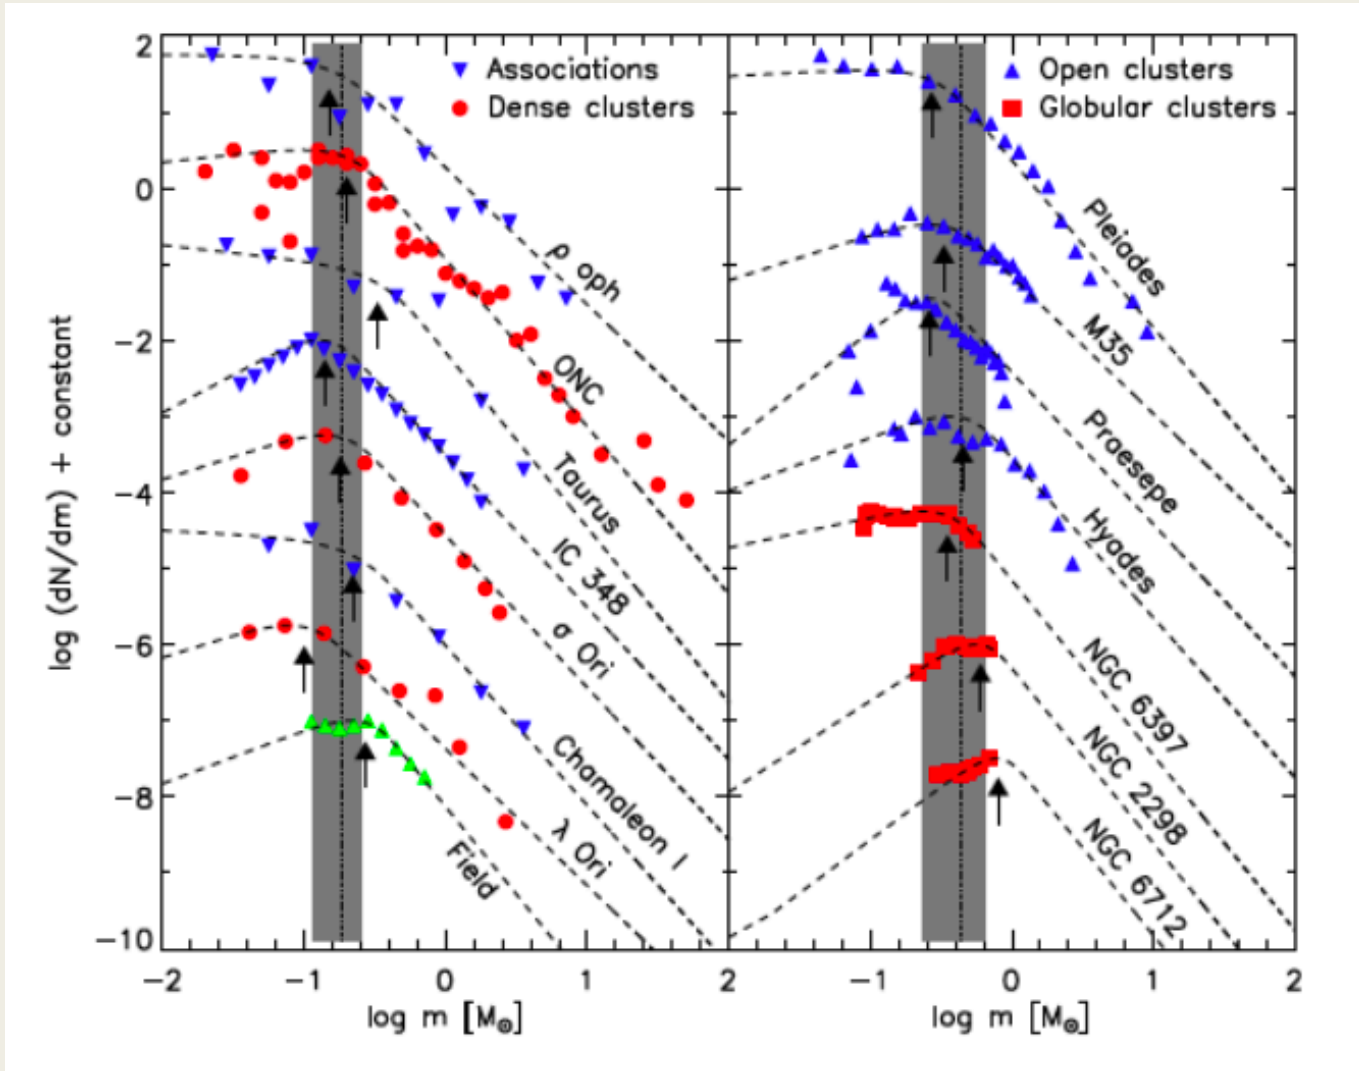 Associations
Dense clusters
Open clusters
Globular clusters
2
0
−2
−4
−6
−8
−10
log (dN/dm) + constant
ρ oph
ONC
Taurus
IC 348
σ Ori
Chamaleon I
λ Ori
Field
Pleiades
M35
Praesepe
Hyades
NGC 6397
NGC 2298
NGC 6712
−2 −1 0 1 2 −1 0 1 2
log m [M⊙] log m [M⊙]